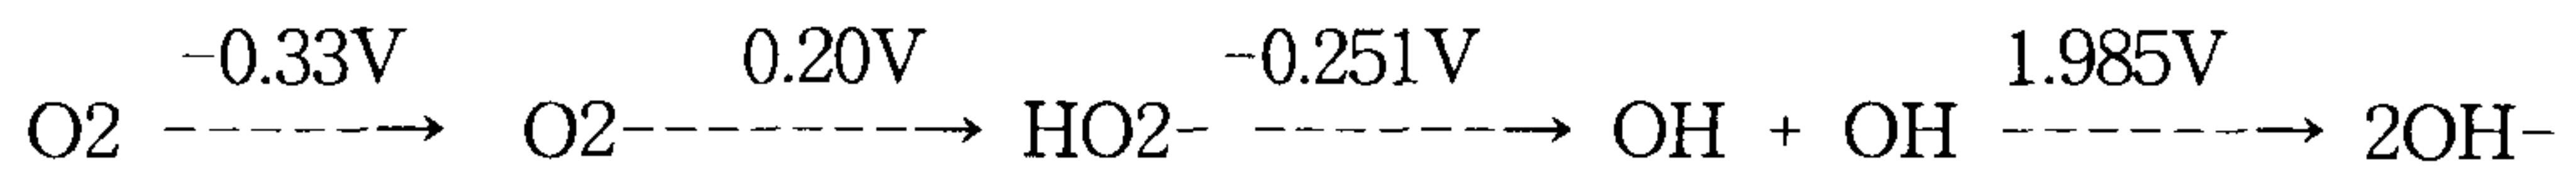 -0.33V 0.20V -0.251V 1.985V
O2 ------→ O2--------→ HO2- -------→ OH + OH -------→ 2OH-